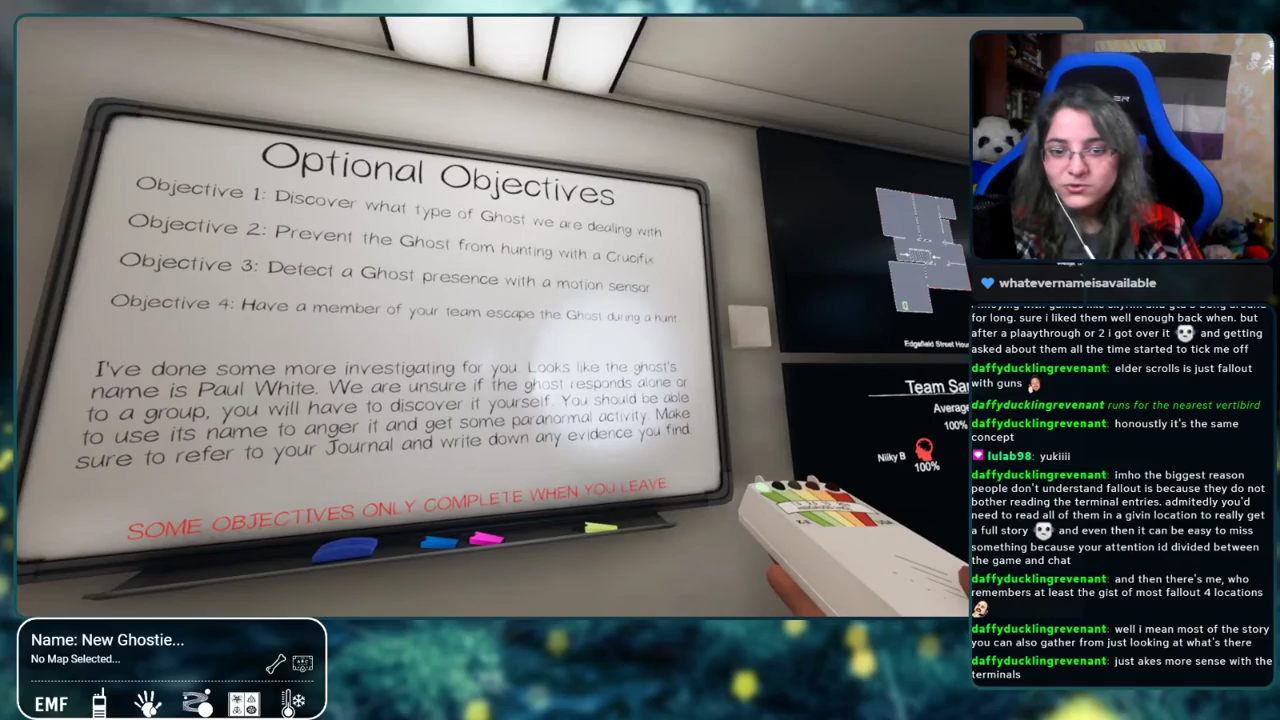 Optional Objectives
Objective 1: Discover what type of Ghost we are dealing with
Objective 2: Prevent the Ghost from hunting with a Crucifix
Objective 3: Detect a Ghost presence with a motion sensor
Objective 4: Have a member of your team escape the Ghost during a hunt
I've done some more investigating for you. Looks like the ghost's
name is Paul White. We are unsure if the ghost responds alone or
to a group, you will have to discover it yourself. You should be able
to use its name to anger it and get some paranormal activity. Make
sure to refer to your Journal and write down any evidence you find.
SOME OBJECTIVES ONLY COMPLETE WHEN YOU LEAVE
Edgefield Street Hou
Team San
Average
100%
Niiky B
100%
Name: New Ghostie...
No Map Selected...
EMF
whatevernameisavailable
for long. sure i liked them well enough back when. but
after a plaaythrough or 2 i got over it and getting
asked about them all the time started to tick me off
daffyducklingrevenant: elder scrolls is just fallout
with guns
daffyducklingrevenant runs for the nearest vertibird
daffyducklingrevenant: honoustly it's the same
concept
lulab98: yukiiii
daffyducklingrevenant: imho the biggest reason
people don't understand fallout is because they do not
bother reading the terminal entries. admitedly you'd
need to read all of them in a givin location to really get
a full story and even then it can be easy to miss
something because your attention id divided between
the game and chat
daffyducklingrevenant: and then there's me, who
remembers at least the gist of most fallout 4 locations
daffyducklingrevenant: well i mean most of the story
you can also gather from just looking at what's there
daffyducklingrevenant: just akes more sense with the
terminals